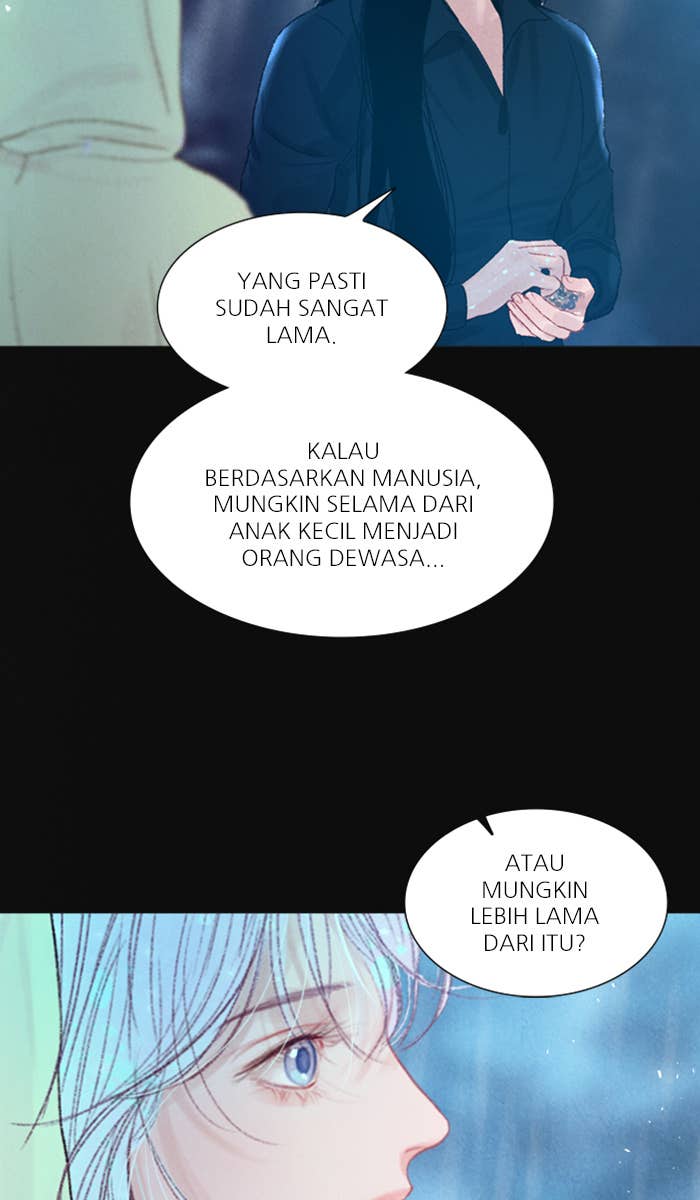 YANG PASTI
SUDAH SANGAT
LAMA.
KALAU
BERDASARKAN MANUSIA,
MUNGKIN SELAMA DARI
ANAK KECIL MENJADI
ORANG DEWASA...
ATAU
MUNGKIN
LEBIH LAMA
DARI ITU?